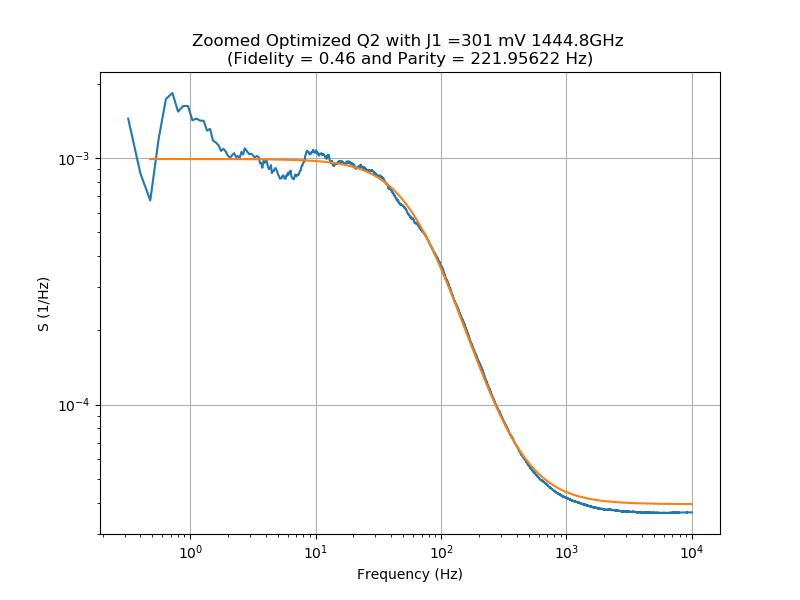 Zoomed Optimized Q2 with J1 =301 mV 1444.8GHz
(Fidelity = 0.46 and Parity = 221.95622 Hz)
S (1/Hz)
10⁻³
10⁻⁴
10⁰ 10¹ 10² 10³ 10⁴
Frequency (Hz)